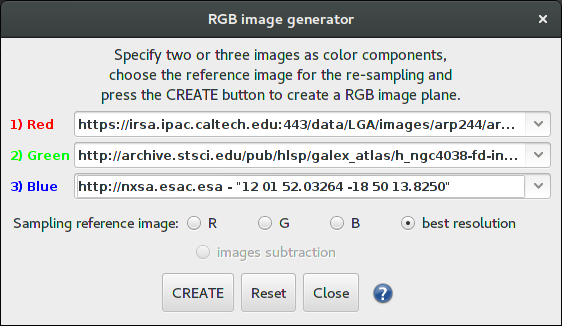 RGB image generator
Specify two or three images as color components,
choose the reference image for the re-sampling and
press the CREATE button to create a RGB image plane.
1) Red https://irsa.ipac.caltech.edu:443/data/LGA/images/arp244/ar...
2) Green http://archive.stsci.edu/pub/hlsp/galex_atlas/h_ngc4038-fd-in...
3) Blue http://nxsa.esac.esa - "12 01 52.03264 -18 50 13.8250"
Sampling reference image: R G B best resolution
images subtraction
CREATE Reset Close ?